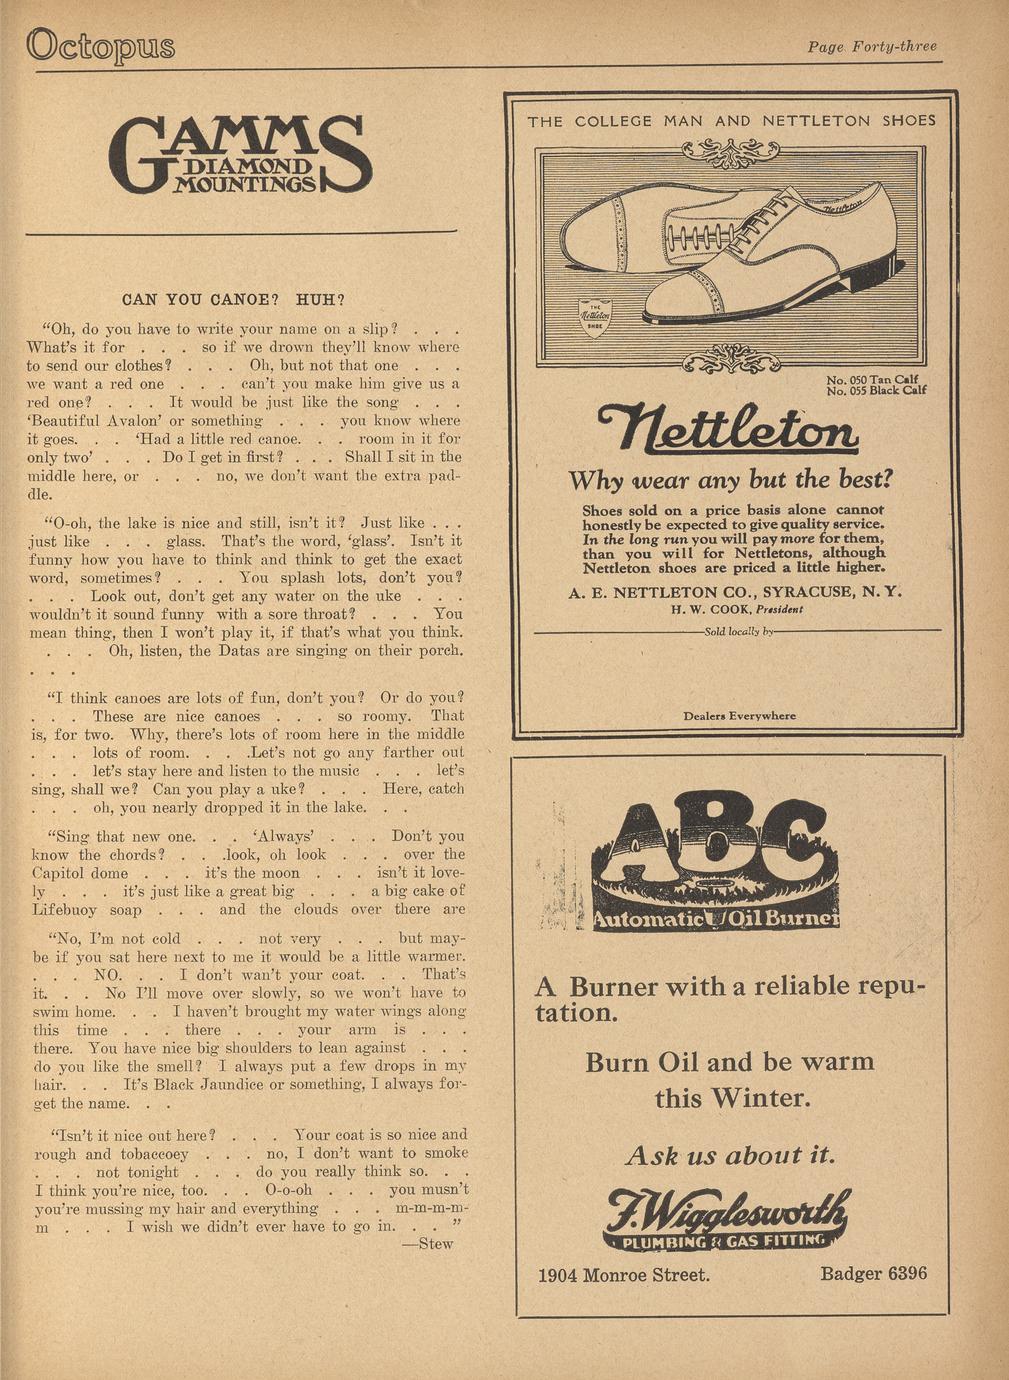 Octopus
Page Forty-three
GAMMS
DIAMOND
MOUNTINGS
CAN YOU CANOE? HUH?
“Oh, do you have to write your name on a slip? . . .
What’s it for . . . so if we drown they’ll know where
to send our clothes? . . . Oh, but not that one . . .
we want a red one . . . can’t you make him give us a
red one? . . . It would be just like the song . . .
‘Beautiful Avalon’ or something . . . you know where
it goes. . . ‘Had a little red canoe. . . room in it for
only two’ . . . Do I get in first? . . . Shall I sit in the
middle here, or . . . no, we don’t want the extra pad-
dle.
“O-oh, the lake is nice and still, isn’t it? Just like . . .
just like . . . glass. That’s the word, ‘glass’. Isn’t it
funny how you have to think and think to get the exact
word, sometimes? . . . You splash lots, don’t you?
. . . Look out, don’t get any water on the uke . . .
wouldn’t it sound funny with a sore throat? . . . You
mean thing, then I won’t play it, if that’s what you think.
. . . Oh, listen, the Datas are singing on their porch.
. . .
“I think canoes are lots of fun, don’t you? Or do you?
. . . These are nice canoes . . . so roomy. That
is, for two. Why, there’s lots of room here in the middle
. . . lots of room. . . .Let’s not go any farther out
. . . let’s stay here and listen to the music . . . let’s
sing, shall we? Can you play a uke? . . . Here, catch
. . . oh, you nearly dropped it in the lake. . .
“Sing that new one. . . ‘Always’ . . . Don’t you
know the chords? . . .look, oh look . . . over the
Capitol dome . . . it’s the moon . . . isn’t it love-
ly . . . it’s just like a great big . . . a big cake of
Lifebuoy soap . . . and the clouds over there are
“No, I’m not cold . . . not very . . . but may-
be if you sat here next to me it would be a little warmer.
. . . NO. . . I don’t wan’t your coat. . . That’s
it. . . No I’ll move over slowly, so we won’t have to
swim home. . . I haven’t brought my water wings along
this time . . . there . . . your arm is . . .
there. You have nice big shoulders to lean against . . .
do you like the smell? I always put a few drops in my
hair. . . It’s Black Jaundice or something, I always for-
get the name. . .
“Isn’t it nice out here? . . . Your coat is so nice and
rough and tobaccoey . . . no, I don’t want to smoke
. . . not tonight . . . do you really think so. . .
I think you’re nice, too. . . O-o-oh . . . you musn’t
you’re mussing my hair and everything . . . m-m-m-m-
m . . . I wish we didn’t ever have to go in. . . ”
—Stew
THE COLLEGE MAN AND NETTLETON SHOES
Nettleton
THE
Nettleton
SHOE
No. 050 Tan Calf
No. 055 Black Calf
Nettleton
Why wear any but the best?
Shoes sold on a price basis alone cannot
honestly be expected to give quality service.
In the long run you will pay more for them,
than you will for Nettletons, although
Nettleton shoes are priced a little higher.
A. E. NETTLETON CO., SYRACUSE, N. Y.
H. W. COOK, President
Sold locally by
Dealers Everywhere
ABC
Automatic Oil Burner
A Burner with a reliable repu-
tation.
Burn Oil and be warm
this Winter.
Ask us about it.
F. Wigglesworth
PLUMBING & GAS FITTING
1904 Monroe Street. Badger 6396